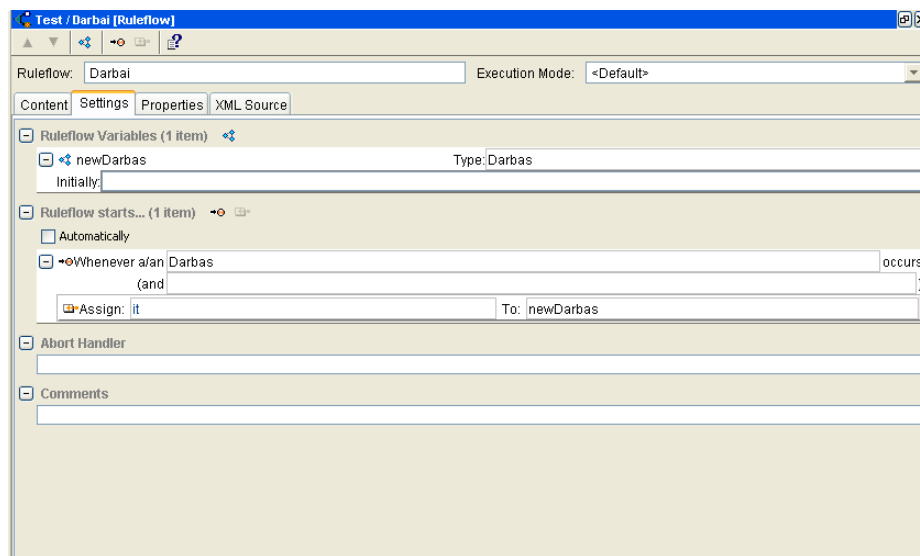 Test / Darbai [Ruleflow]
Ruleflow: Darbai Execution Mode: <Default>
Content Settings Properties XML Source
Ruleflow Variables (1 item)
newDarbas Type: Darbas
Initially:
Ruleflow starts... (1 item)
Automatically
Whenever a/an Darbas occurs
(and )
Assign: it To: newDarbas
Abort Handler
Comments